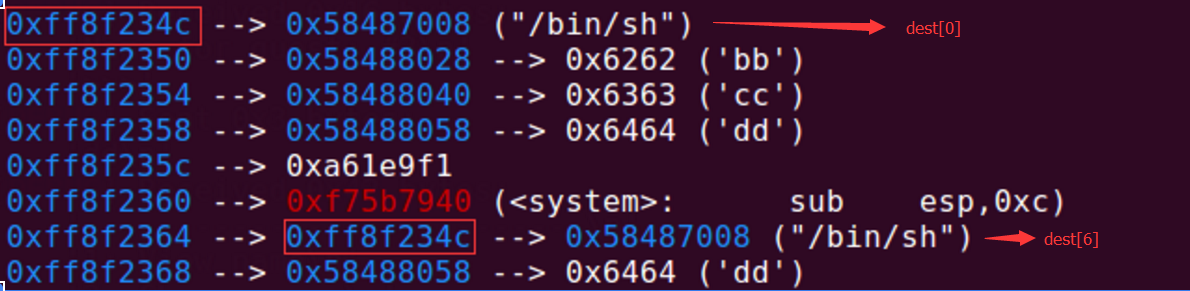 0xff8f234c --> 0x58487008 ("/bin/sh") dest[0]
0xff8f2350 --> 0x58488028 --> 0x6262 ('bb')
0xff8f2354 --> 0x58488040 --> 0x6363 ('cc')
0xff8f2358 --> 0x58488058 --> 0x6464 ('dd')
0xff8f235c --> 0xa61e9f1
0xff8f2360 --> 0xf75b7940 (<system>: sub esp,0xc)
0xff8f2364 --> 0xff8f234c --> 0x58487008 ("/bin/sh") dest[6]
0xff8f2368 --> 0x58488058 --> 0x6464 ('dd')